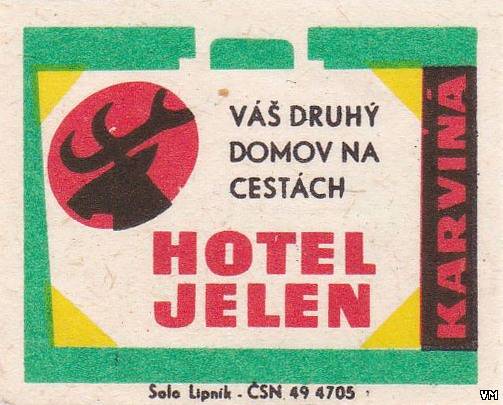 VÁŠ DRUHÝ
DOMOV NA
CESTÁCH
HOTEL
JELEN
KARVINÁ
Solo Lipník - ČSN 49 4705
VM